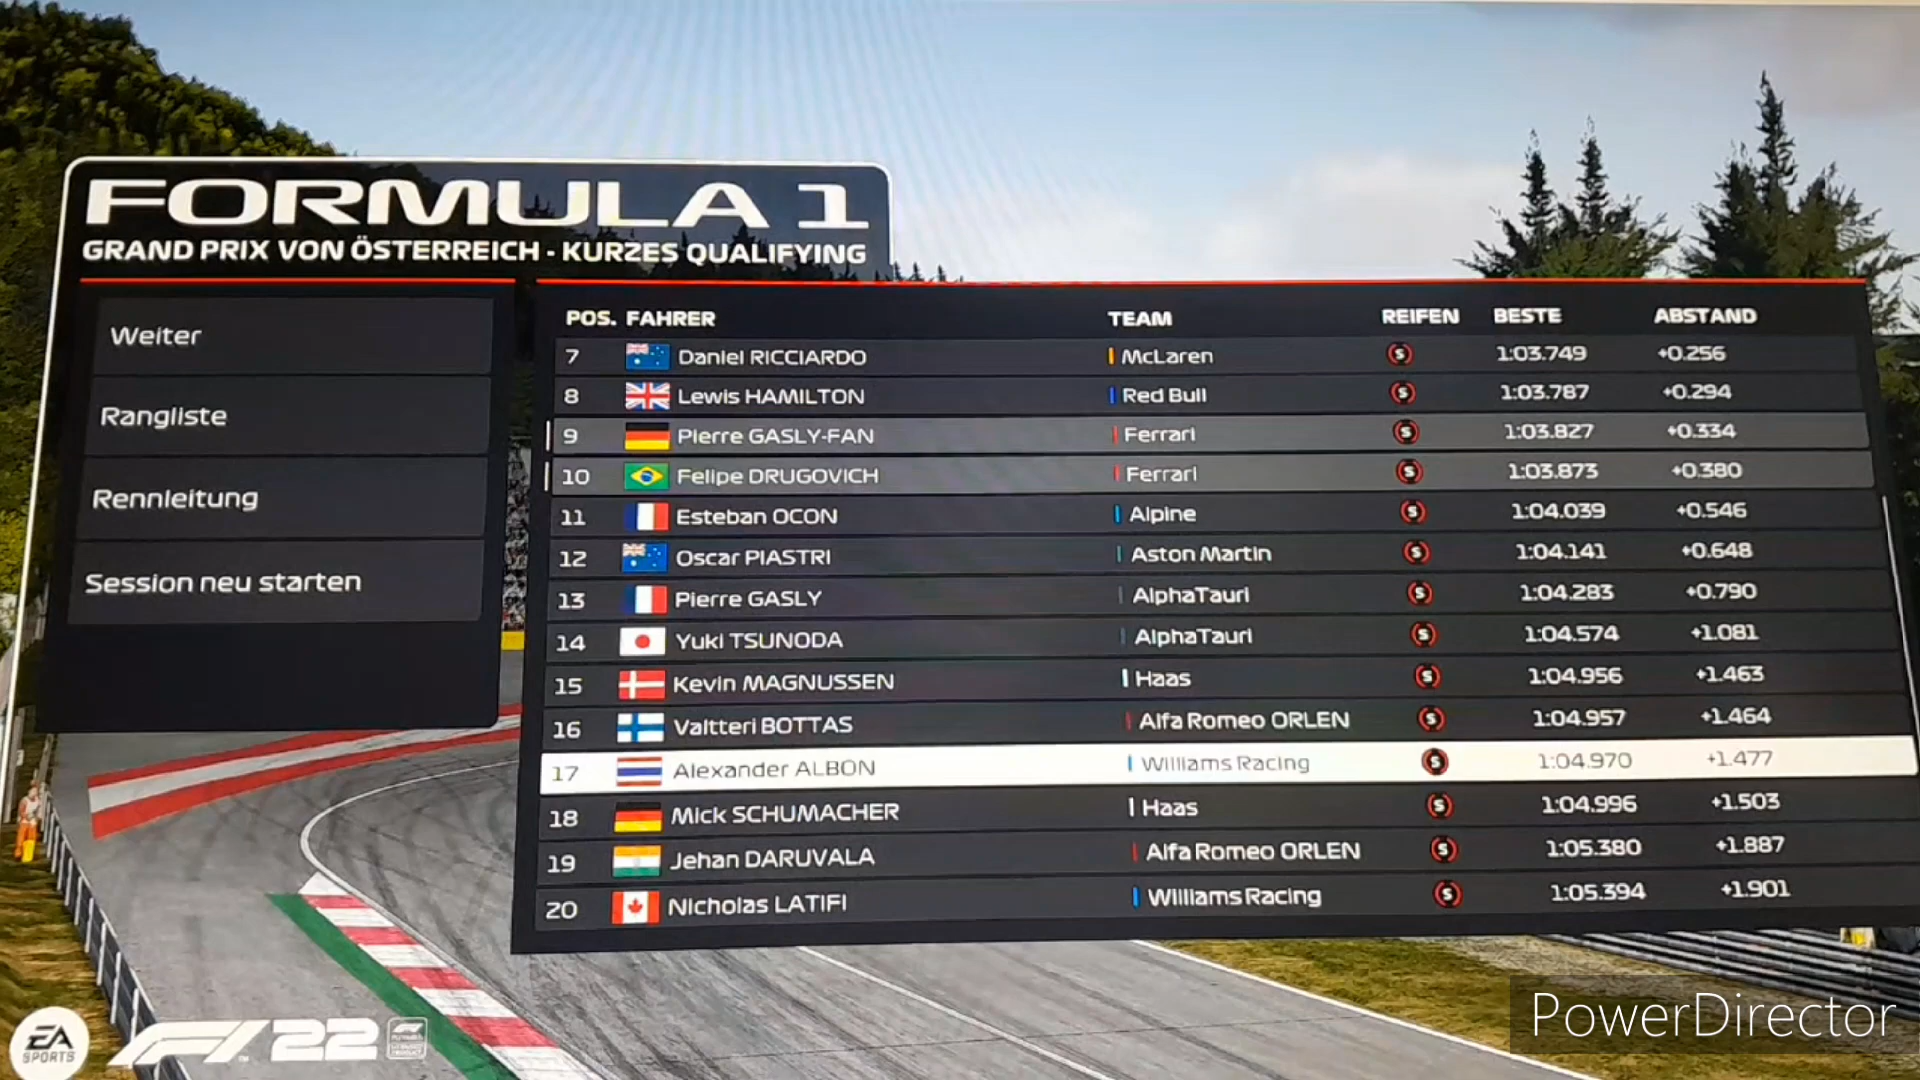 FORMULA 1
GRAND PRIX VON ÖSTERREICH - KURZES QUALIFYING
Weiter
Rangliste
Rennleitung
Session neu starten
POS. FAHRER TEAM REIFEN BESTE ABSTAND
7 Daniel RICCIARDO McLaren S 1:03.749 +0.256
8 Lewis HAMILTON Red Bull S 1:03.787 +0.294
9 Pierre GASLY-FAN Ferrari S 1:03.827 +0.334
10 Felipe DRUGOVICH Ferrari S 1:03.873 +0.380
11 Esteban OCON Alpine S 1:04.039 +0.546
12 Oscar PIASTRI Aston Martin S 1:04.141 +0.648
13 Pierre GASLY AlphaTauri S 1:04.283 +0.790
14 Yuki TSUNODA AlphaTauri S 1:04.574 +1.081
15 Kevin MAGNUSSEN Haas S 1:04.956 +1.463
16 Valtteri BOTTAS Alfa Romeo ORLEN S 1:04.957 +1.464
17 Alexander ALBON Williams Racing S 1:04.970 +1.477
18 Mick SCHUMACHER Haas S 1:04.996 +1.503
19 Jehan DARUVALA Alfa Romeo ORLEN S 1:05.380 +1.887
20 Nicholas LATIFI Williams Racing S 1:05.394 +1.901
EA SPORTS
F1 22
PowerDirector